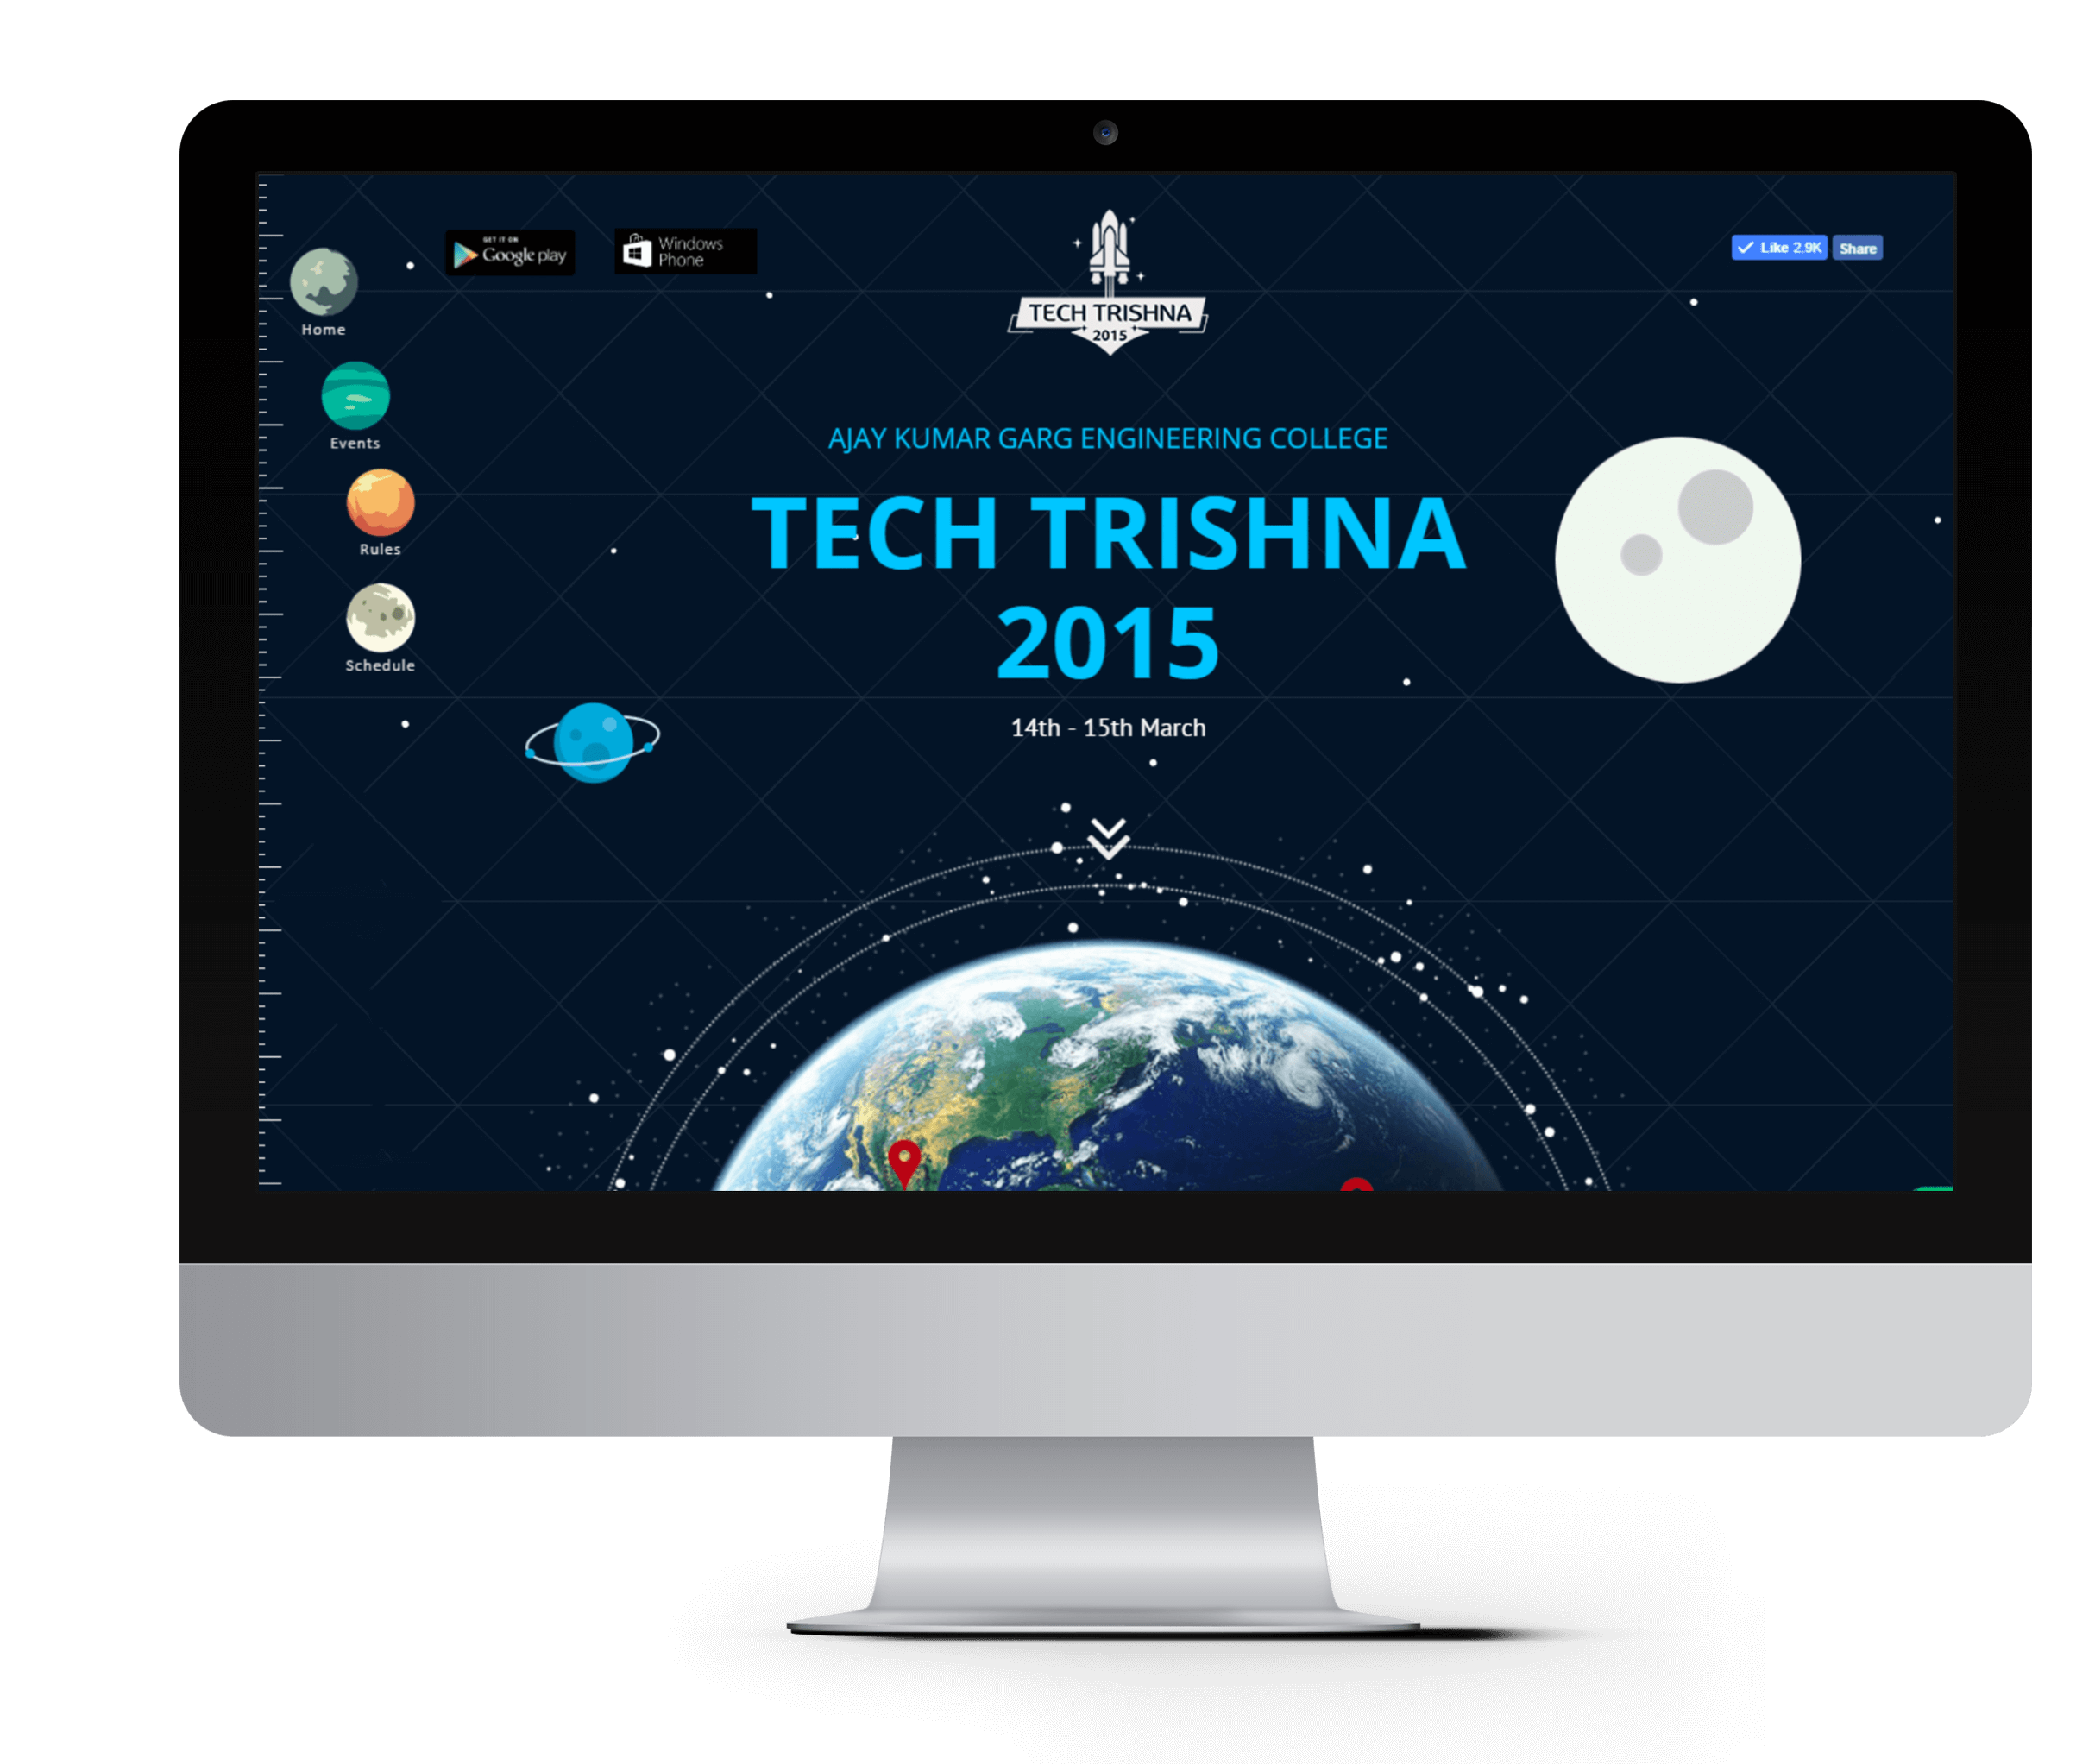 GET IT ON
Google play
Windows
Phone
TECH TRISHNA
2015
Like 2.9K
Share
Home
Events
Rules
Schedule
AJAY KUMAR GARG ENGINEERING COLLEGE
TECH TRISHNA
2015
14th - 15th March